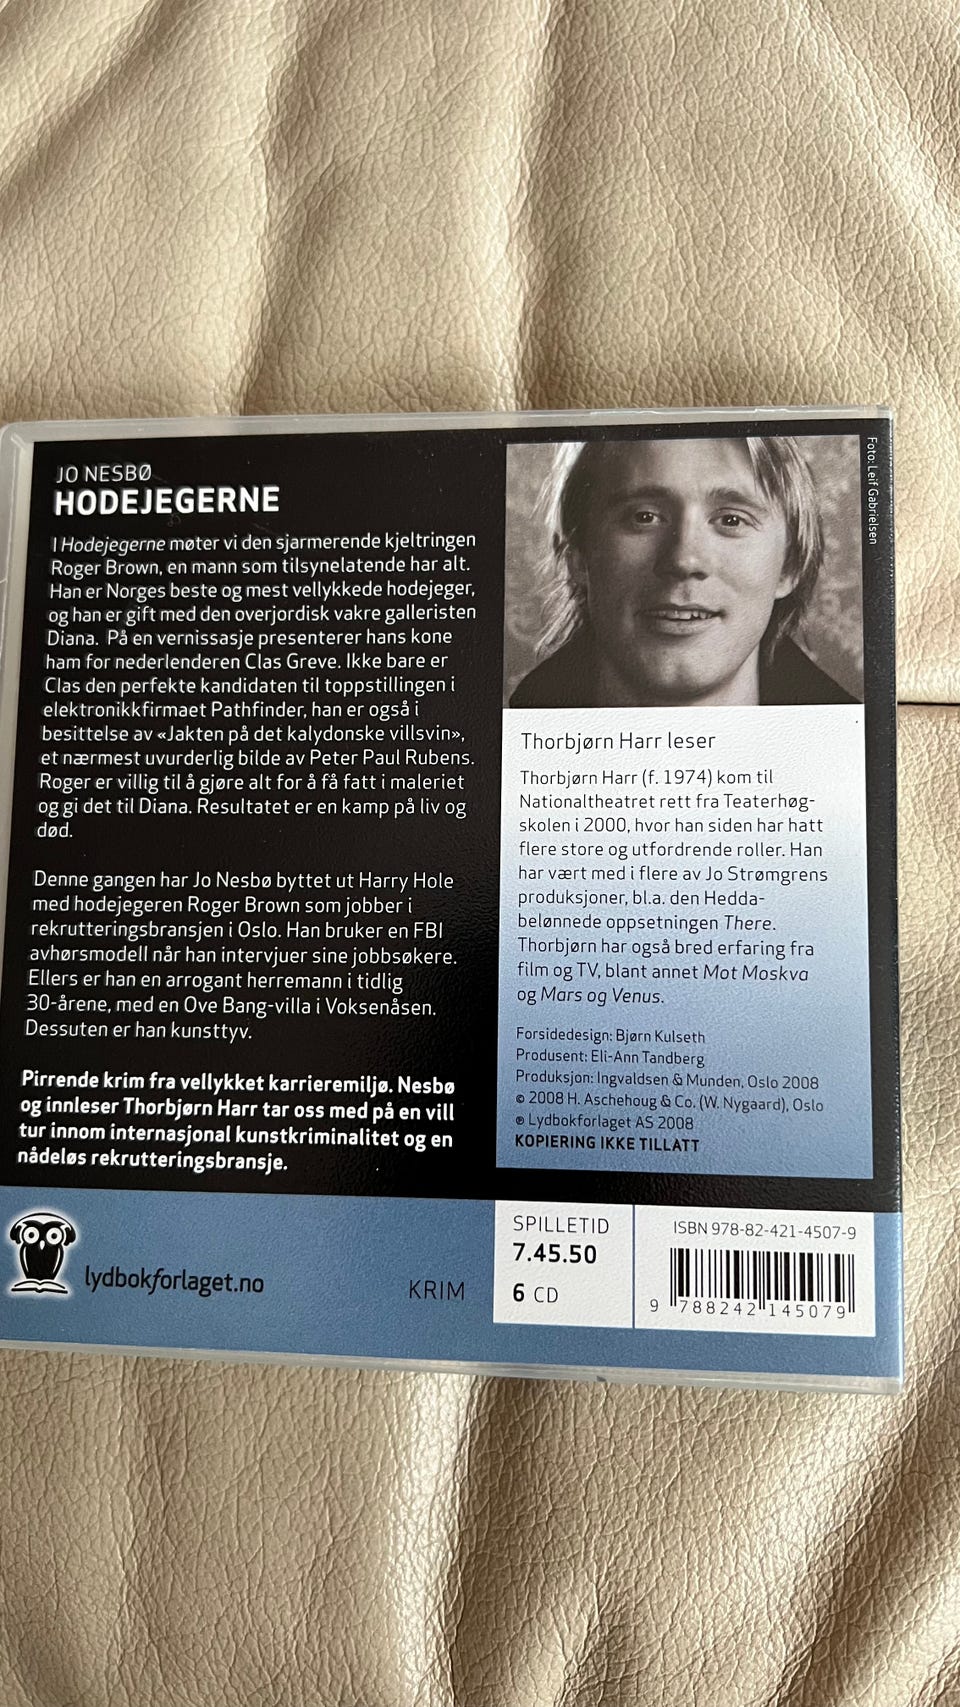 JO NESBØ
HODEJEGERNE
I Hodejegerne møter vi den sjarmerende kjeltringen
Roger Brown, en mann som tilsynelatende har alt.
Han er Norges beste og mest vellykkede hodejeger,
og han er gift med den overjordisk vakre galleristen
Diana. På en vernissasje presenterer hans kone
ham for nederlenderen Clas Greve. Ikke bare er
Clas den perfekte kandidaten til toppstillingen i
elektronikkfirmaet Pathfinder, han er også i
besittelse av «Jakten på det kalydonske villsvin»,
et nærmest uvurderlig bilde av Peter Paul Rubens.
Roger er villig til å gjøre alt for å få fatt i maleriet
og gi det til Diana. Resultatet er en kamp på liv og
død.
Denne gangen har Jo Nesbø byttet ut Harry Hole
med hodejegeren Roger Brown som jobber i
rekrutteringsbransjen i Oslo. Han bruker en FBI
avhørsmodell når han intervjuer sine jobbsøkere.
Ellers er han en arrogant herremann i tidlig
30-årene, med en Ove Bang-villa i Voksenåsen.
Dessuten er han kunsttyv.
Pirrende krim fra vellykket karrieremiljø. Nesbø
og innleser Thorbjørn Harr tar oss med på en vill
tur innom internasjonal kunstkriminalitet og en
nådeløs rekrutteringsbransje.
Foto: Leif Gabrielsen
Thorbjørn Harr leser
Thorbjørn Harr (f. 1974) kom til
Nationaltheatret rett fra Teaterhøg-
skolen i 2000, hvor han siden har hatt
flere store og utfordrende roller. Han
har vært med i flere av Jo Strømgrens
produksjoner, bl.a. den Hedda-
belønnede oppsetningen There.
Thorbjørn har også bred erfaring fra
film og TV, blant annet Mot Moskva
og Mars og Venus.
Forsidedesign: Bjørn Kulseth
Produsent: Eli-Ann Tandberg
Produksjon: Ingvaldsen & Munden, Oslo 2008
© 2008 H. Aschehoug & Co. (W. Nygaard), Oslo
℗ Lydbokforlaget AS 2008
KOPIERING IKKE TILLATT
lydbokforlaget.no
KRIM
SPILLETID
7.45.50
6 CD
ISBN 978-82-421-4507-9
9 788242 145079